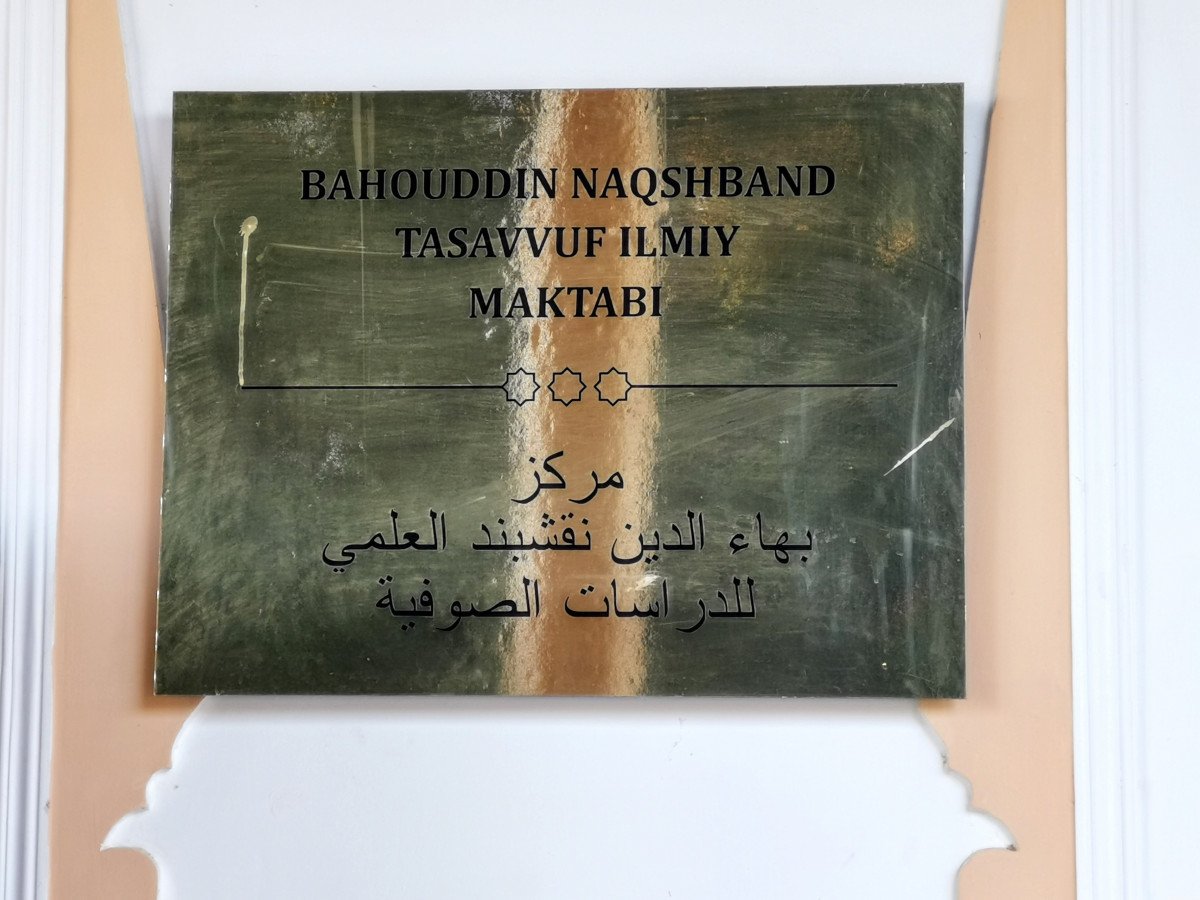 BAHOUDDIN NAQSHBAND
TASAVVUF ILMIY
MAKTABI
مركز
بهاء الدين نقشبند العلمي
للدراسات الصوفية